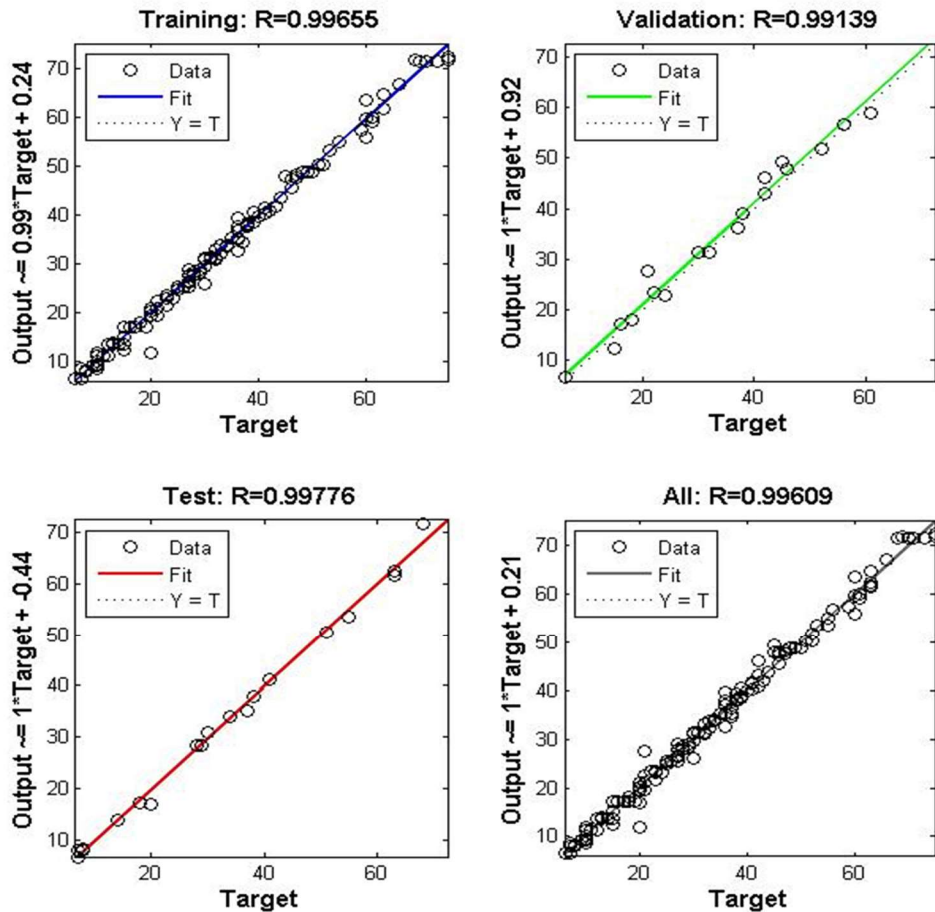 Training: R=0.99655
Output ~= 0.99*Target + 0.24
70
60
50
40
30
20
10
Data
Fit
Y = T
20
40
60
Target
Validation: R=0.99139
Output ~= 1*Target + 0.92
70
60
50
40
30
20
10
Data
Fit
Y = T
20
40
60
Target
Test: R=0.99776
Output ~= 1*Target + -0.44
70
60
50
40
30
20
10
Data
Fit
Y = T
20
40
60
Target
All: R=0.99609
Output ~= 1*Target + 0.21
70
60
50
40
30
20
10
Data
Fit
Y = T
20
40
60
Target